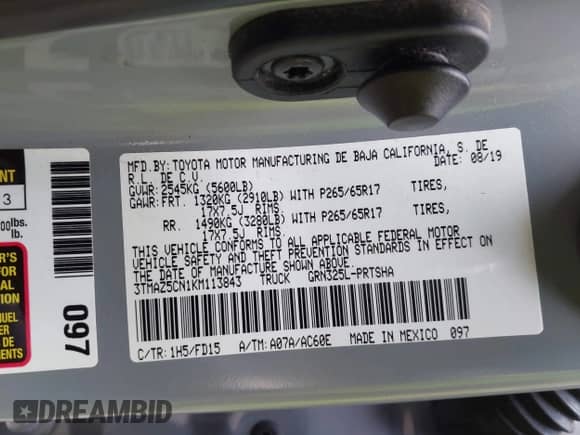 MFD.BY: TOYOTA MOTOR MANUFACTURING DE BAJA CALIFORNIA, S. DE
R.L. DE C.V. DATE: 08/19
GVWR: 2545KG (5600LB)
GAWR: FRT. 1320KG (2910LB) WITH P265/65R17 TIRES,
17X7.5J RIMS
RR. 1490KG (3280LB) WITH P265/65R17 TIRES,
17X7.5J RIMS
THIS VEHICLE CONFORMS TO ALL APPLICABLE FEDERAL MOTOR
VEHICLE SAFETY AND THEFT PREVENTION STANDARDS IN EFFECT ON
THE DATE OF MANUFACTURE SHOWN ABOVE.
3TMAZ5CN1KM113043 TRUCK GRN325L-PRTSHA
C/TR: 1H5/FD15 A/TM: A07A/AC60E MADE IN MEXICO 097
3
lb.
097
DREAMBID